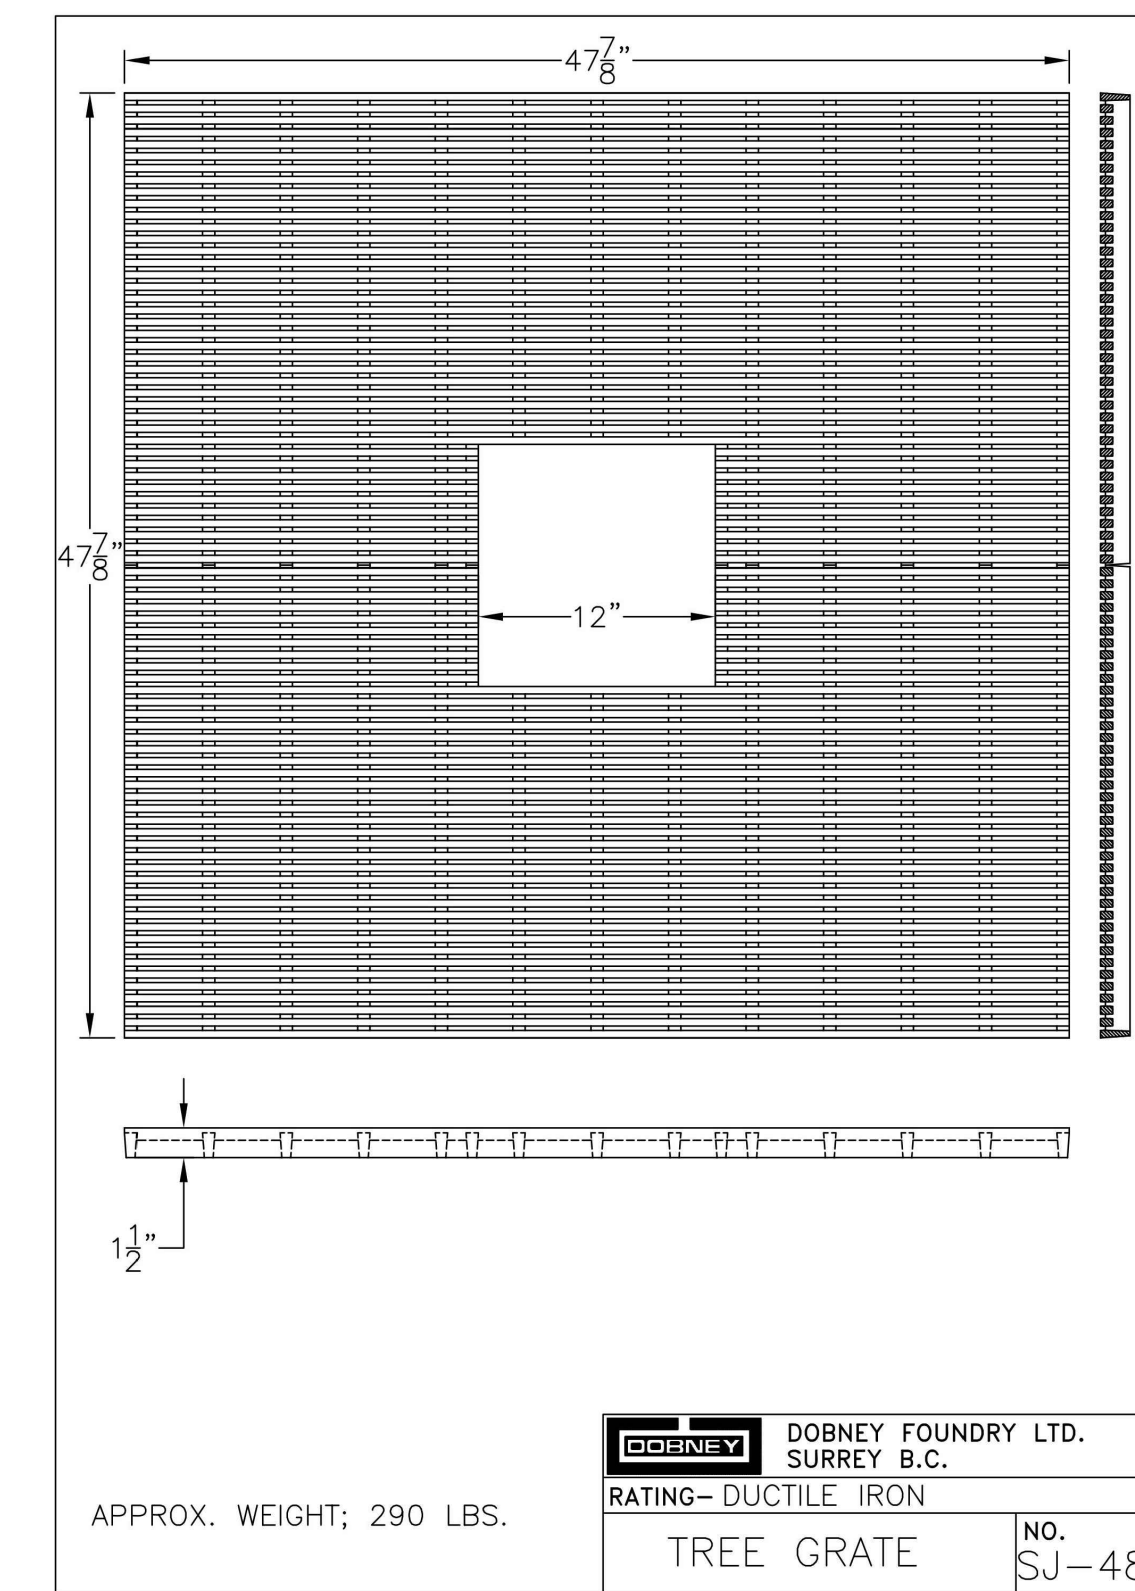 47 7/8”
47 7/8”
12”
1 1/2”
APPROX. WEIGHT; 290 LBS.
DOBNEY
DOBNEY FOUNDRY LTD.
SURREY B.C.
RATING– DUCTILE IRON
TREE GRATE
NO.
SJ–48